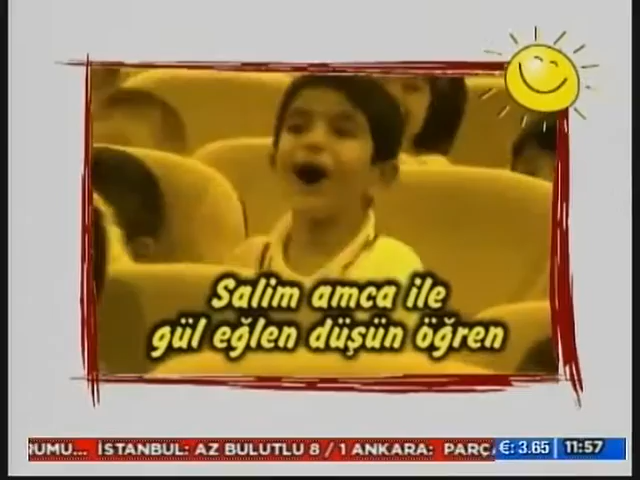 Salim amca ile
gül eğlen düşün öğren
RUMU... İSTANBUL: AZ BULUTLU 8 / 1 ANKARA: PARÇ €: 3.65 11:57